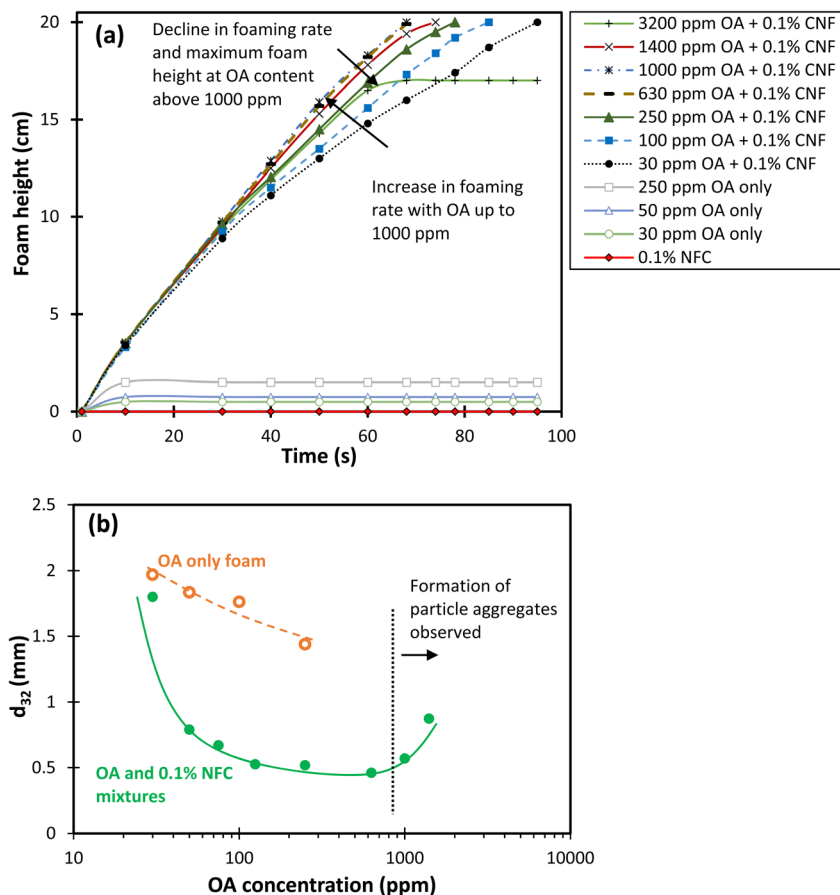 (a)
Decline in foaming rate
and maximum foam
height at OA content
above 1000 ppm
Increase in foaming
rate with OA up to
1000 ppm
Foam height (cm)
20
15
10
5
0
0
20
40
60
80
100
Time (s)
3200 ppm OA + 0.1% CNF
1400 ppm OA + 0.1% CNF
1000 ppm OA + 0.1% CNF
630 ppm OA + 0.1% CNF
250 ppm OA + 0.1% CNF
100 ppm OA + 0.1% CNF
30 ppm OA + 0.1% CNF
250 ppm OA only
50 ppm OA only
30 ppm OA only
0.1% NFC
(b)
OA only foam
Formation of
particle aggregates
observed
OA and 0.1% NFC
mixtures
d32 (mm)
2.5
2
1.5
1
0.5
0
10
100
1000
10000
OA concentration (ppm)